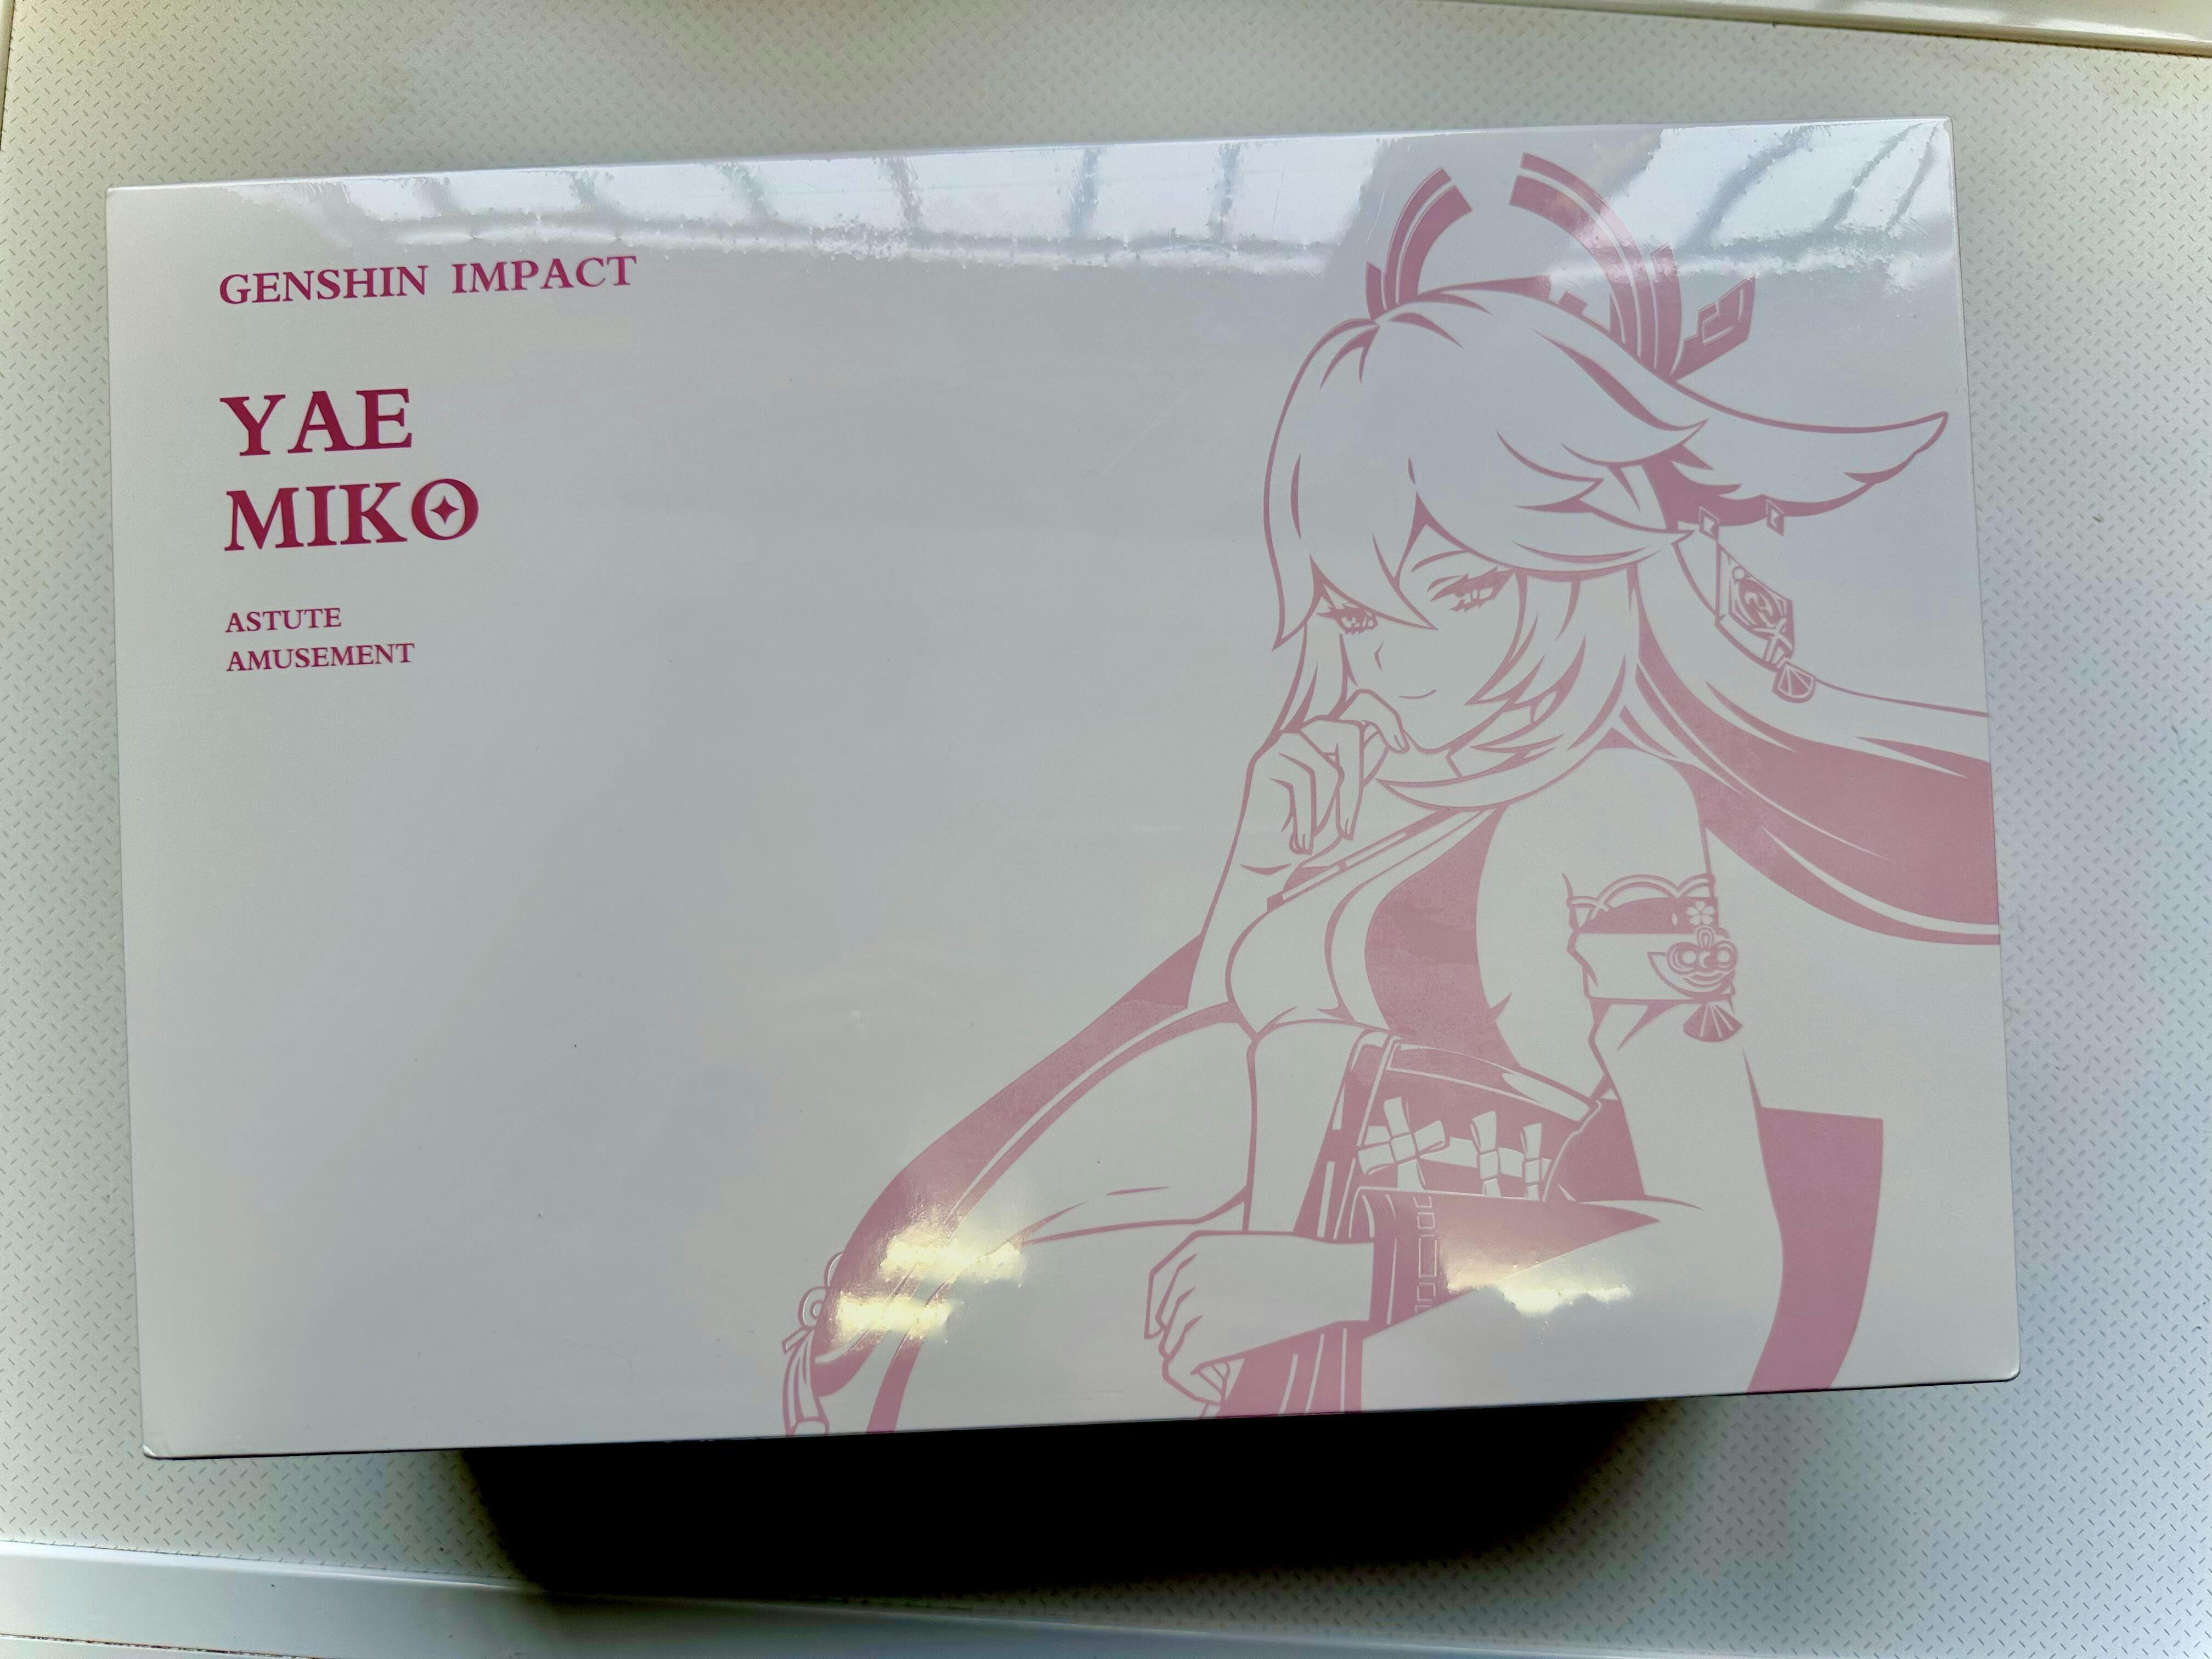 GENSHIN IMPACT
YAE
MIKO
ASTUTE
AMUSEMENT